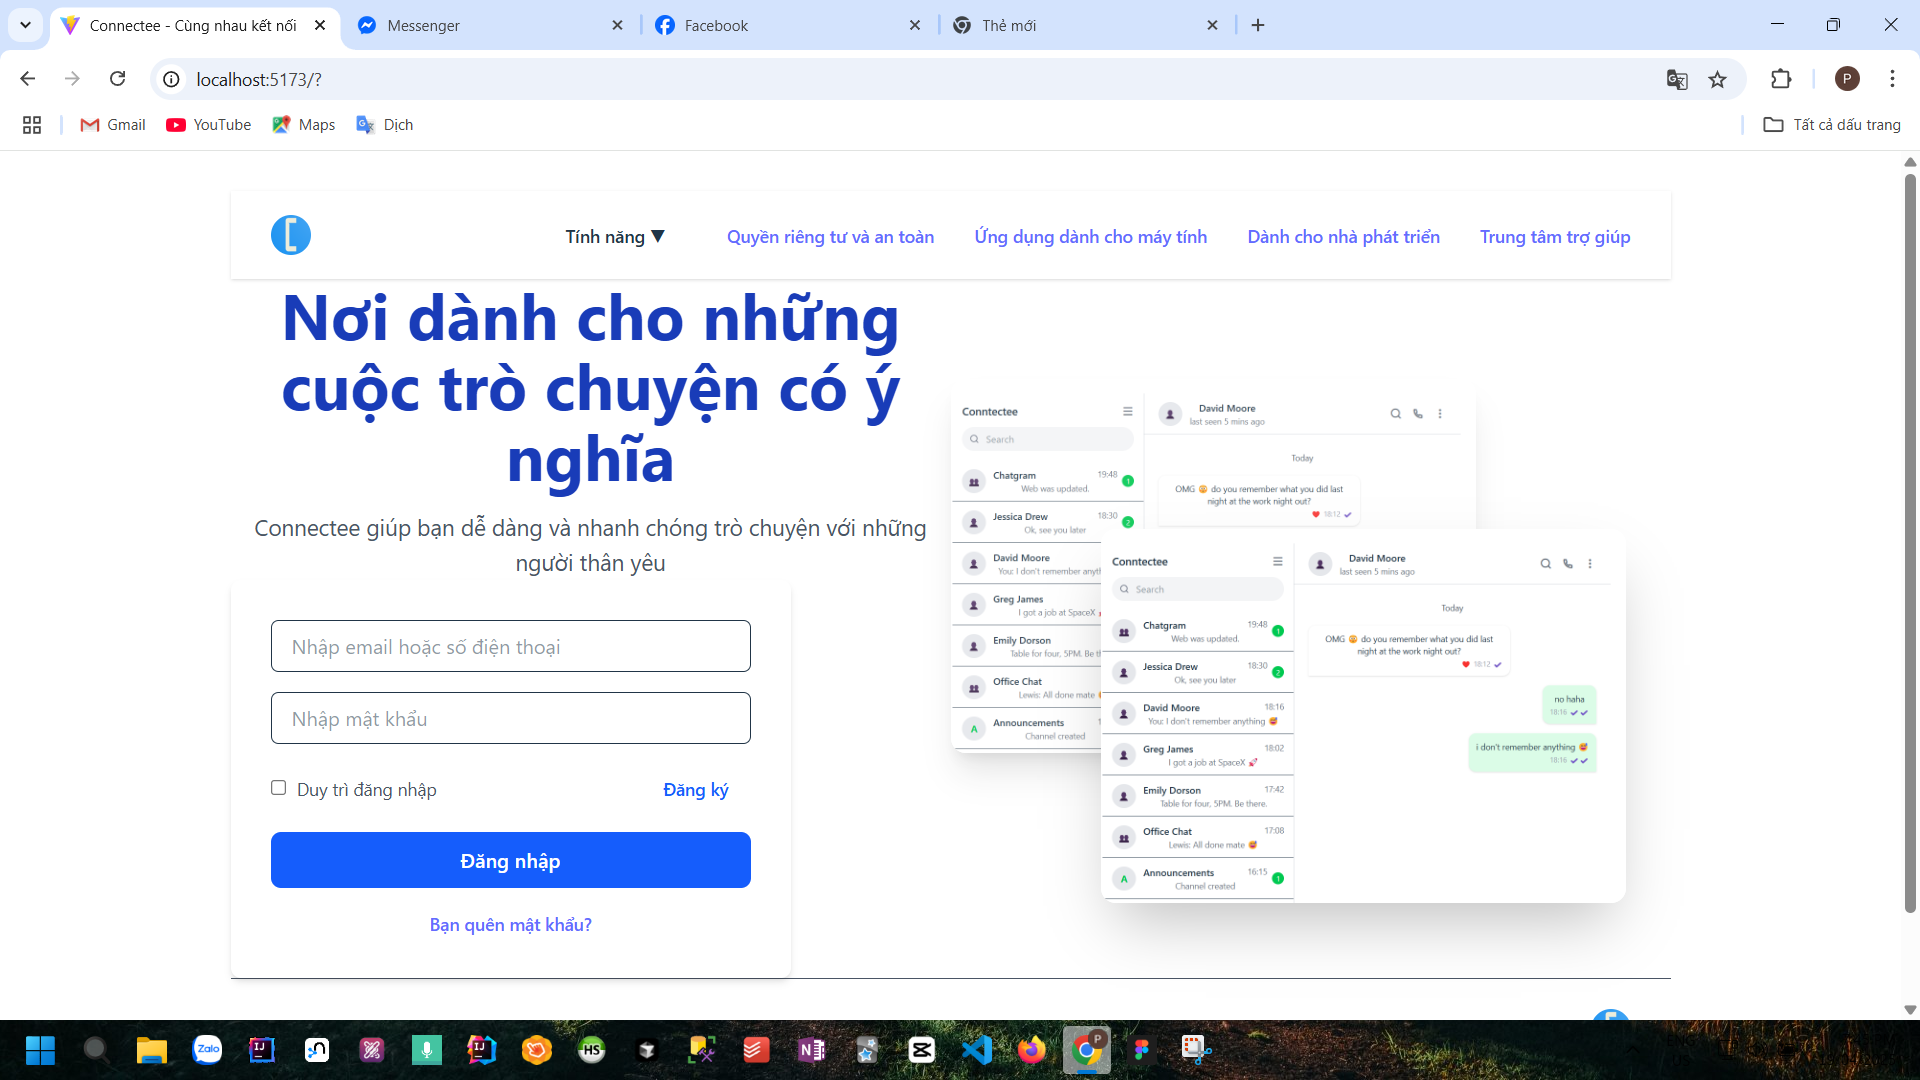 Connectee - Cùng nhau kết nối
Messenger
Facebook
Thẻ mới
localhost:5173/?
P
Gmail
YouTube
Maps
Dịch
Tất cả dấu trang
Tính năng ▼
Quyền riêng tư và an toàn
Ứng dụng dành cho máy tính
Dành cho nhà phát triển
Trung tâm trợ giúp
Nơi dành cho những
cuộc trò chuyện có ý
nghĩa
Connectee giúp bạn dễ dàng và nhanh chóng trò chuyện với những
người thân yêu
Nhập email hoặc số điện thoại
Nhập mật khẩu
Duy trì đăng nhập
Đăng ký
Đăng nhập
Bạn quên mật khẩu?
Conntectee
Search
Chatgram 19:48
Web was updated. 1
Jessica Drew 18:30
Ok, see you later 2
David Moore
You: I don't remember anyth
Greg James
I got a job at SpaceX
Emily Dorson
Table for four, 5PM. Be th
Office Chat
Lewis: All done mate
A Announcements
Channel created
David Moore
last seen 5 mins ago
Today
OMG 😳 do you remember what you did last
night at the work night out?
18:12
Conntectee
Search
Chatgram 19:48
Web was updated. 1
Jessica Drew 18:30
Ok, see you later 2
David Moore 18:16
You: I don't remember anything
Greg James 18:02
I got a job at SpaceX 🚀
Emily Dorson 17:42
Table for four, 5PM. Be there.
Office Chat 17:08
Lewis: All done mate
A Announcements 16:15
Channel created 1
David Moore
last seen 5 mins ago
Today
OMG 😳 do you remember what you did last
night at the work night out?
18:12
no haha
18:16
i don't remember anything
18:16
Zalo
IJ
IJ
HS
N
P